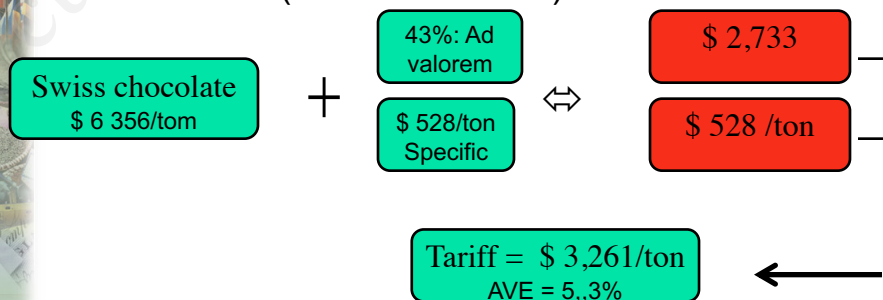 Swiss chocolate
$ 6 356/tom
+
43%: Ad
valorem
$ 528/ton
Specific
⇔
$ 2,733
$ 528 /ton
Tariff = $ 3,261/ton
AVE = 5,,3%